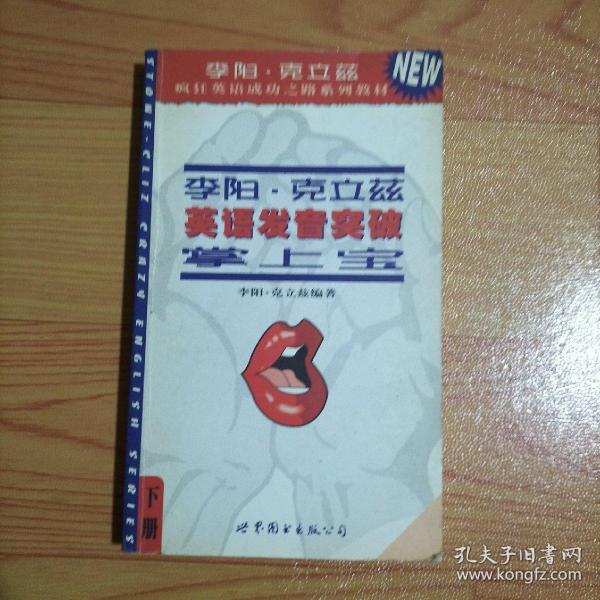 李阳·克立兹
疯狂英语成功之路系列教材
NEW
STONE-CLIZ CRAZY ENGLISH SERIES
李阳·克立兹
英语发音突破
掌上宝
李阳·克立兹编著
下册
世界图书出版公司
孔夫子旧书网
www.kongfz.com